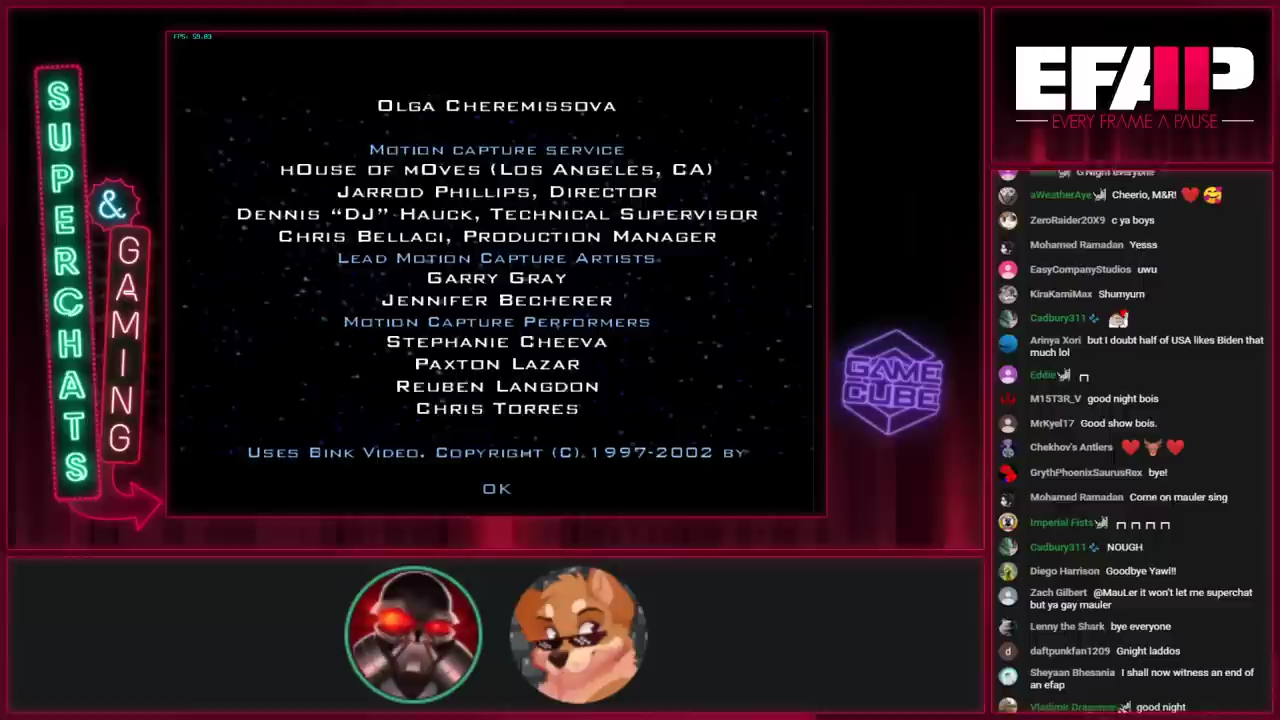 FPS: 59.83
SUPERCHATS
&
GAMING
OLGA CHEREMISSOVA
MOTION CAPTURE SERVICE
HOUSE OF MOVES (LOS ANGELES, CA)
JARROD PHILLIPS, DIRECTOR
DENNIS “DJ” HAUCK, TECHNICAL SUPERVISOR
CHRIS BELLACI, PRODUCTION MANAGER
LEAD MOTION CAPTURE ARTISTS
GARRY GRAY
JENNIFER BECHERER
MOTION CAPTURE PERFORMERS
STEPHANIE CHEEVA
PAXTON LAZAR
REUBEN LANGDON
CHRIS TORRES
USES BINK VIDEO. COPYRIGHT (C) 1997-2002 BY
OK
GAME
CUBE
EFAP
EVERY FRAME A PAUSE
G'Night everyone
aWeatherAye Cheerio, M&R!
ZeroRaider20X9 c ya boys
Mohamed Ramadan Yesss
EasyCompanyStudios uwu
KiraKamiMax Shumyum
Cadbury311
Arinya Xori but I doubt half of USA likes Biden that
much lol
Eddie
M15T3R_V good night bois
MrKyel17 Good show bois.
Chekhov's Antlers
GrythPhoenixSaurusRex bye!
Mohamed Ramadan Come on mauler sing
Imperial Fists
Cadbury311 NOUGH
Diego Harrison Goodbye Yawl!!
Zach Gilbert @MauLer it won't let me superchat
but ya gay mauler
Lenny the Shark bye everyone
daftpunkfan1209 Gnight laddos
Sheyaan Bhesania I shall now witness an end of
an efap
Vladimir good night